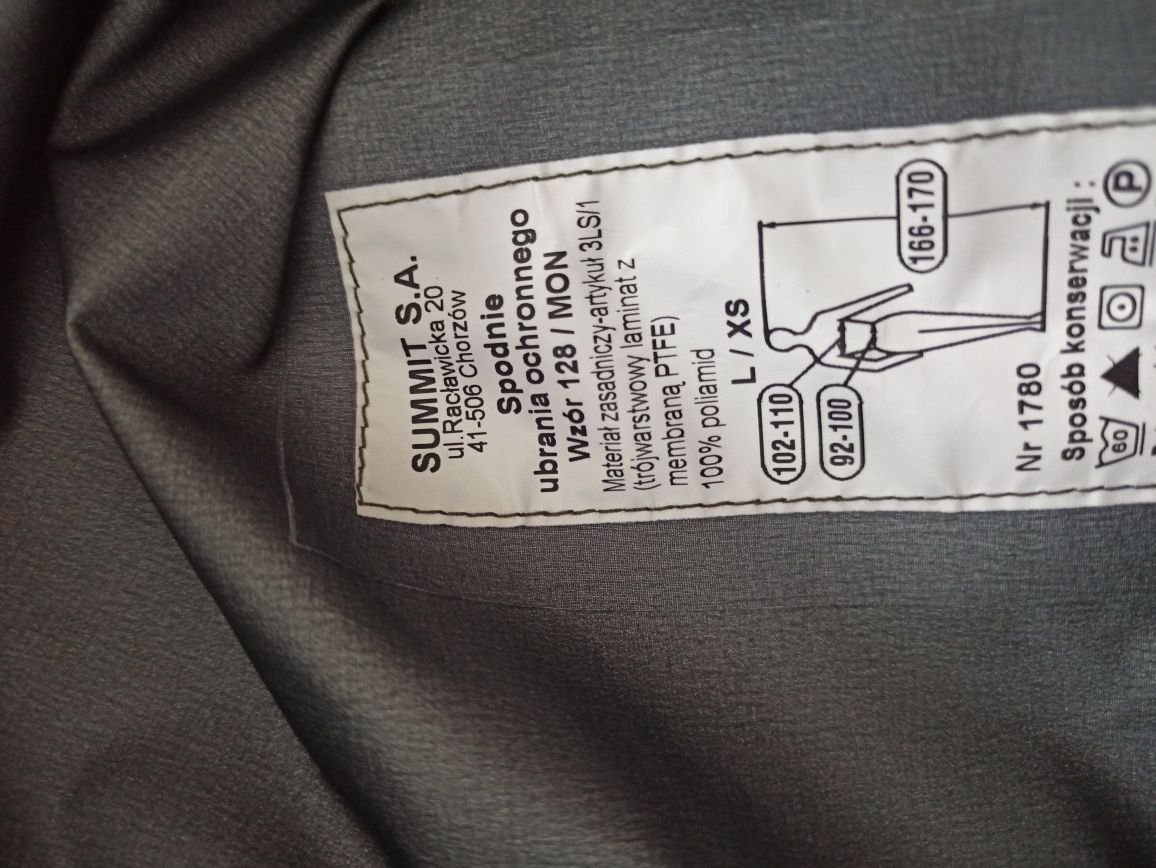 SUMMIT S.A.
ul.Racławicka 20
41-506 Chorzów
Spodnie
ubrania ochronnego
Wzór 128 / MON
Materiał zasadniczy-artykuł 3LS/1
(trójwarstwowy laminat z
membraną PTFE)
100% poliamid
L / XS
102-110
92-100
166-170
Nr 1780
Sposób konserwacji :
60 P